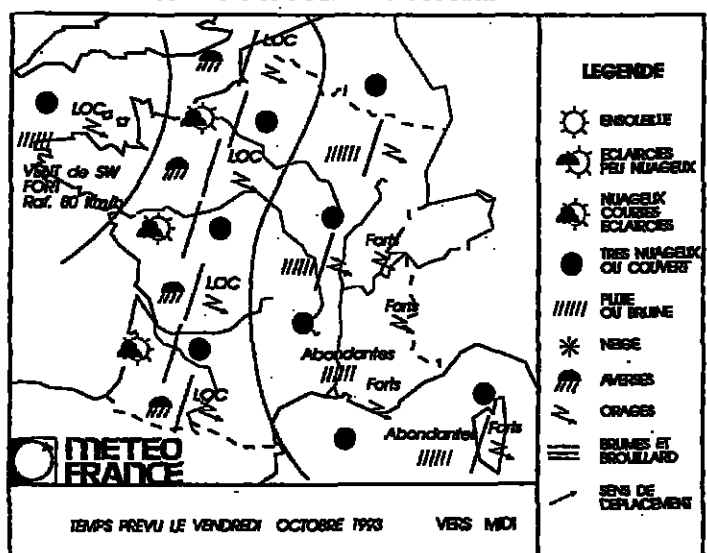 LOC
LOC
VENT de SW
FORT
Raf. 80 km/h
LOC
Forts
LOC
Forts
Abondantes
Forts
LOC
Abondantes
Forts
METEO
FRANCE
TEMPS PREVU LE VENDREDI OCTOBRE 1993 VERS MIDI
LEGENDE
ENSOLEILLE
ECLAIRCIES
PEU NUAGEUX
NUAGEUX
COURTES
ECLAIRCIES
TRES NUAGEUX
OU COUVERT
PLUIE
OU BRUINE
NEIGE
AVERSES
ORAGES
BRUMES ET
BROUILLARD
SENS DE
DEPLACEMENT